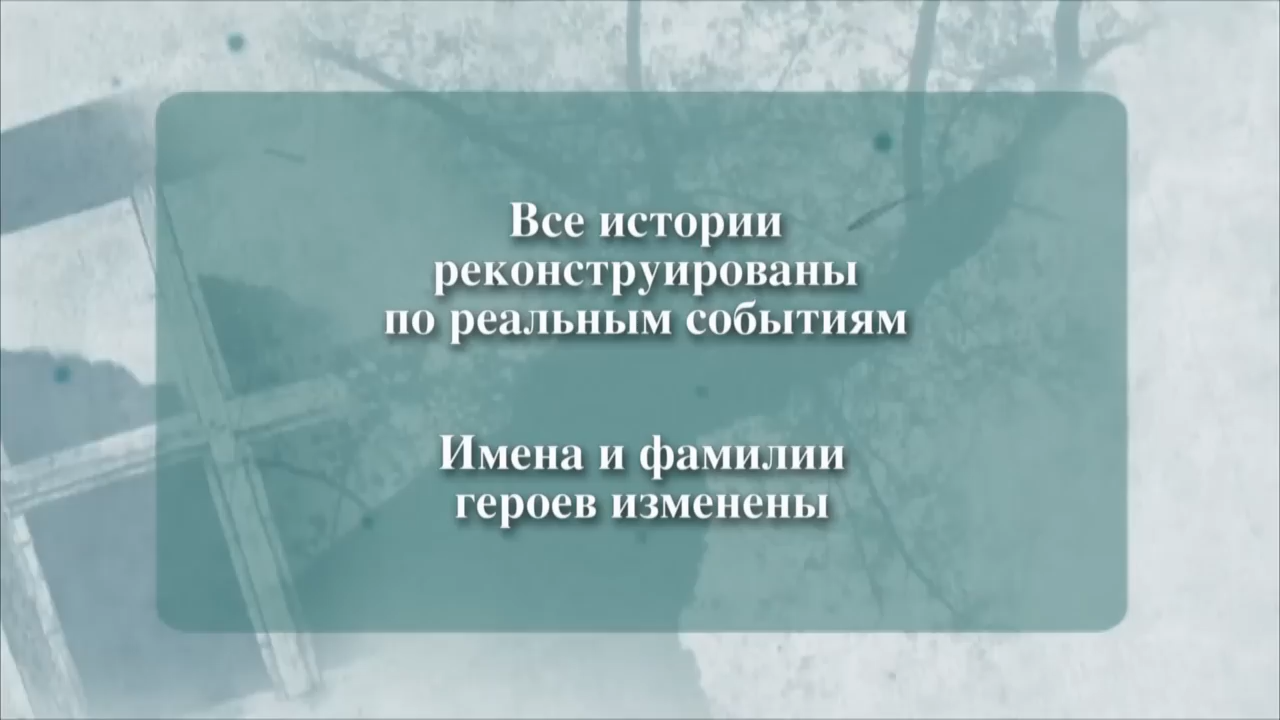 Все истории
реконструированы
по реальным событиям
Имена и фамилии
героев изменены